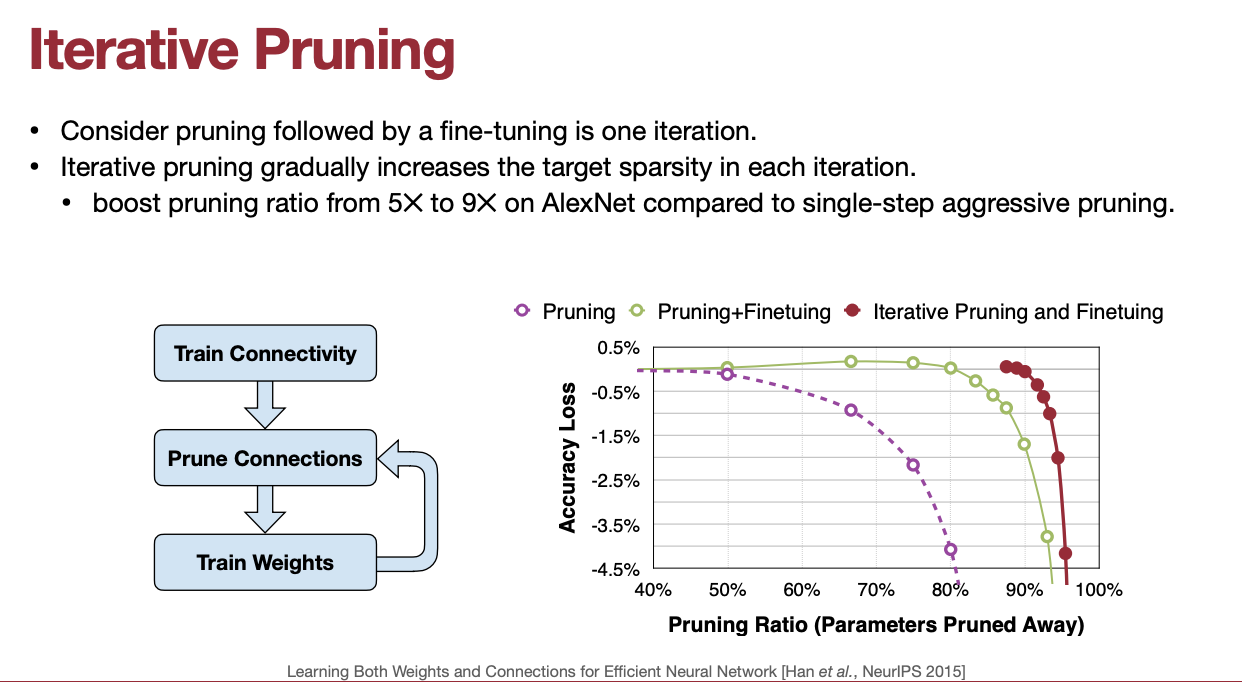 Iterative Pruning
• Consider pruning followed by a fine-tuning is one iteration.
• Iterative pruning gradually increases the target sparsity in each iteration.
• boost pruning ratio from 5✕ to 9✕ on AlexNet compared to single-step aggressive pruning.
Train Connectivity
Prune Connections
Train Weights
Pruning Pruning+Finetuing Iterative Pruning and Finetuing
Accuracy Loss
0.5%
-0.5%
-1.5%
-2.5%
-3.5%
-4.5%
40% 50% 60% 70% 80% 90% 100%
Pruning Ratio (Parameters Pruned Away)
Learning Both Weights and Connections for Efficient Neural Network [Han et al., NeurIPS 2015]